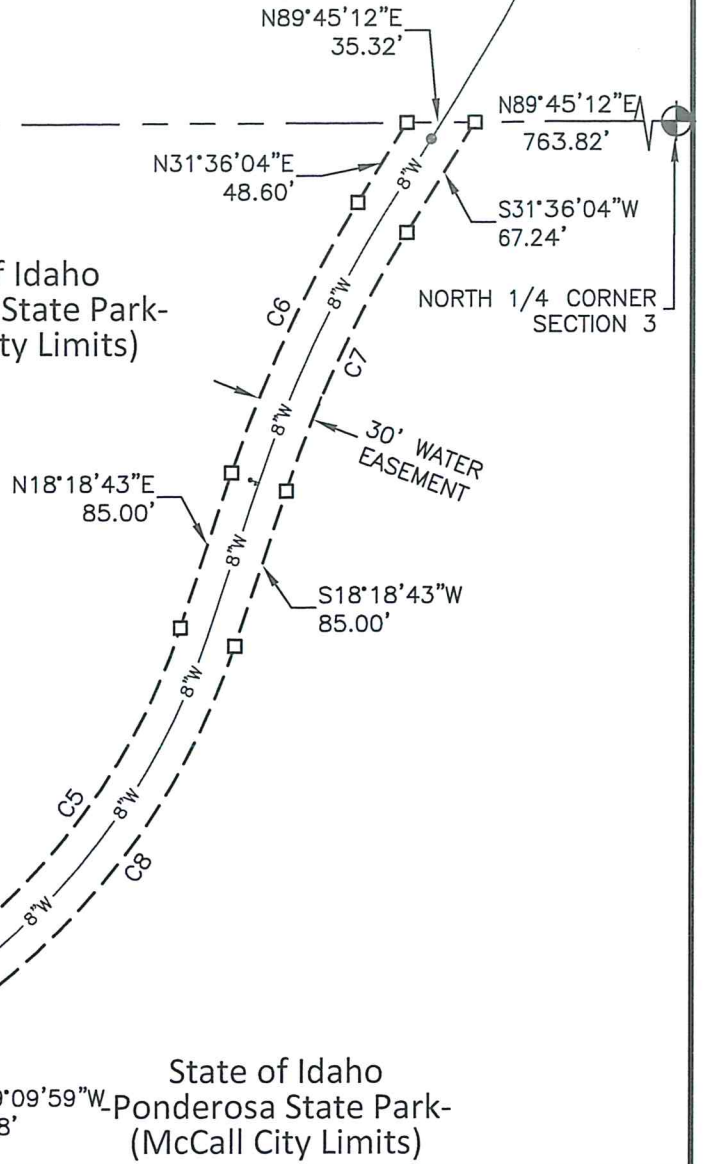 N89°45'12"E
35.32'
N89°45'12"E
763.82'
N31°36'04"E
48.60'
8"W
S31°36'04"W
67.24'
NORTH 1/4 CORNER
SECTION 3
f Idaho
State Park-
ty Limits)
C6
8"W
C7
8"W
30' WATER
EASEMENT
N18°18'43"E
85.00'
8"W
S18°18'43"W
85.00'
8"W
C5
8"W
C8
8"W
State of Idaho
9°09'59"W
-Ponderosa State Park-
8'
(McCall City Limits)